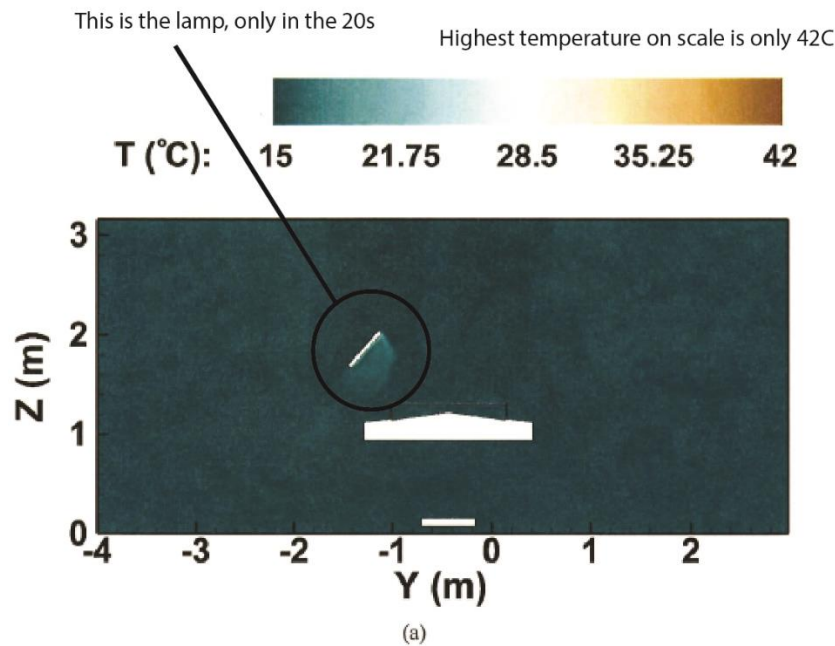 This is the lamp, only in the 20s
Highest temperature on scale is only 42C
T (°C): 15 21.75 28.5 35.25 42
3
2
Z (m)
1
0
-4 -3 -2 -1 0 1 2
Y (m)
(a)